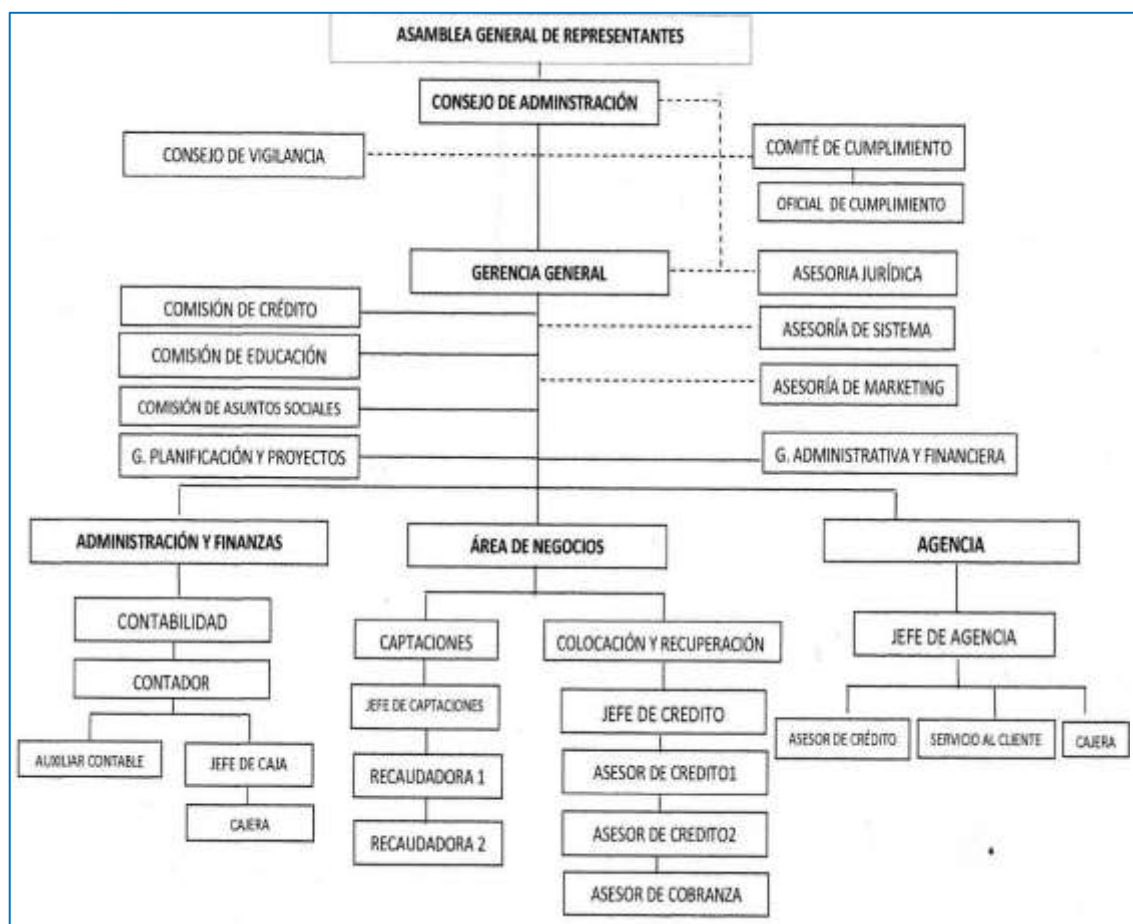 ASAMBLEA GENERAL DE REPRESENTANTES
CONSEJO DE ADMINSTRACIÓN
CONSEJO DE VIGILANCIA
COMITÉ DE CUMPLIMIENTO
OFICIAL DE CUMPLIMIENTO
GERENCIA GENERAL
ASESORIA JURÍDICA
COMISIÓN DE CRÉDITO
ASESORÍA DE SISTEMA
COMISIÓN DE EDUCACIÓN
ASESORÍA DE MARKETING
COMISIÓN DE ASUNTOS SOCIALES
G. PLANIFICACIÓN Y PROYECTOS
G. ADMINISTRATIVA Y FINANCIERA
ADMINISTRACIÓN Y FINANZAS
ÁREA DE NEGOCIOS
AGENCIA
CONTABILIDAD
CAPTACIONES
COLOCACIÓN Y RECUPERACIÓN
JEFE DE AGENCIA
CONTADOR
JEFE DE CAPTACIONES
JEFE DE CREDITO
ASESOR DE CRÉDITO
SERVICIO AL CLIENTE
CAJERA
AUXILIAR CONTABLE
JEFE DE CAJA
RECAUDADORA 1
ASESOR DE CREDITO1
CAJERA
RECAUDADORA 2
ASESOR DE CREDITO2
ASESOR DE COBRANZA